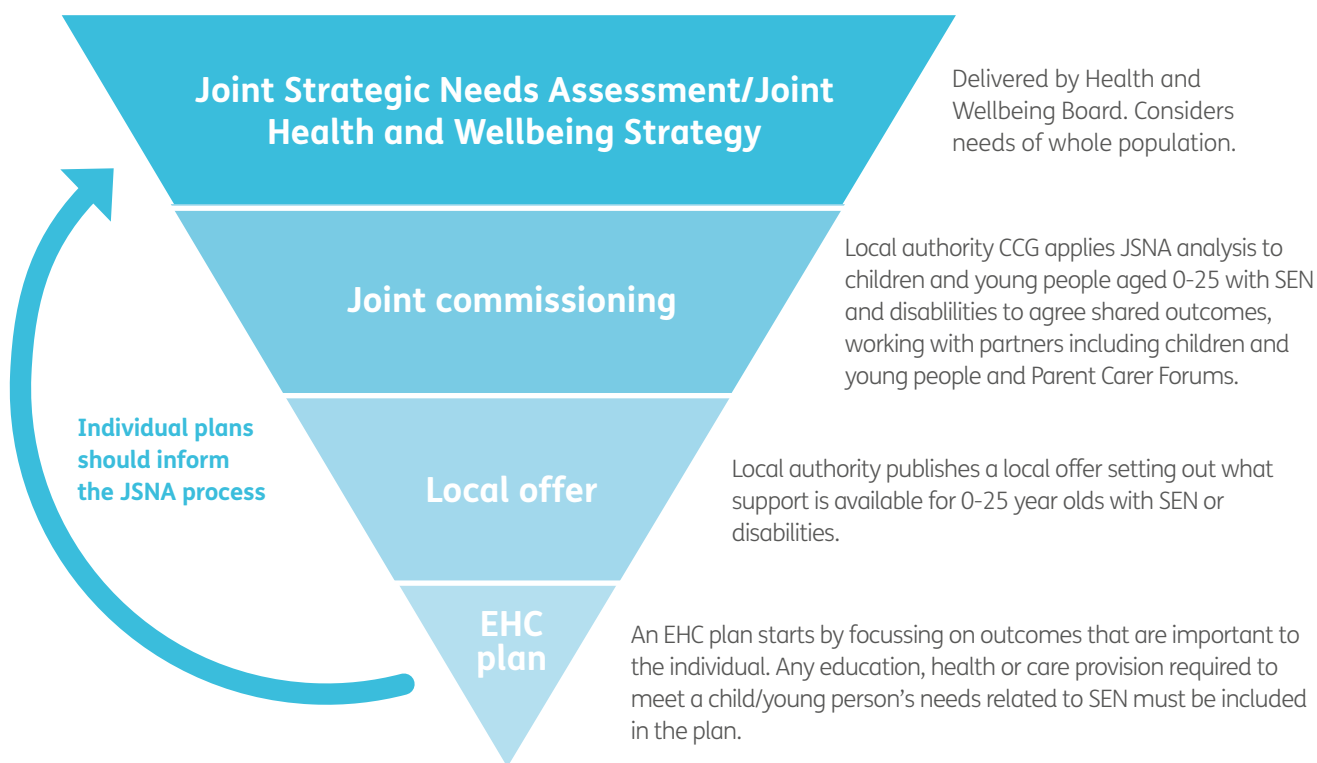 Joint Strategic Needs Assessment/Joint
Health and Wellbeing Strategy
Delivered by Health and
Wellbeing Board. Considers
needs of whole population.
Joint commissioning
Local authority CCG applies JSNA analysis to
children and young people aged 0-25 with SEN
and disablilities to agree shared outcomes,
working with partners including children and
young people and Parent Carer Forums.
Individual plans
should inform
the JSNA process
Local offer
Local authority publishes a local offer setting out what
support is available for 0-25 year olds with SEN or
disabilities.
EHC
plan
An EHC plan starts by focussing on outcomes that are important to
the individual. Any education, health or care provision required to
meet a child/young person’s needs related to SEN must be included
in the plan.